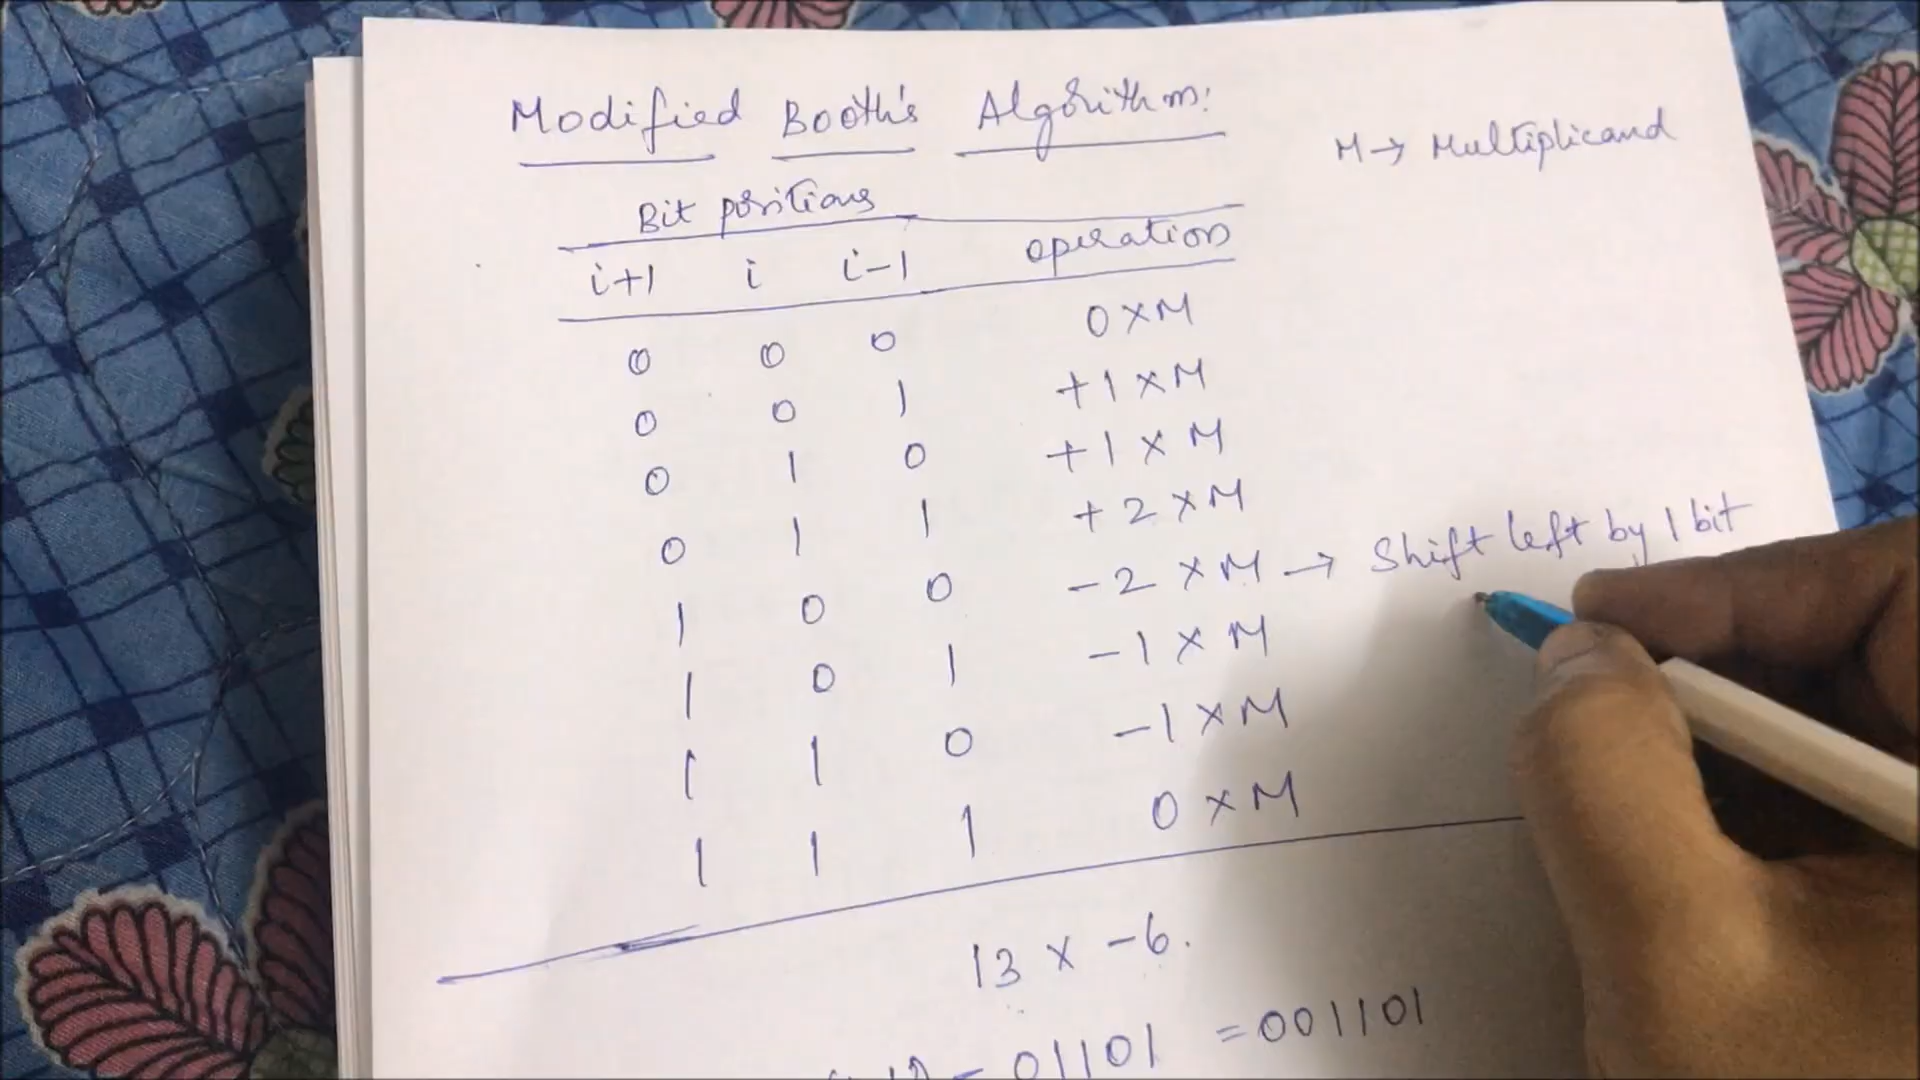 Modified Booth's Algorithm:
M → Multiplicand
Bit positions
i+1 i i-1 operation
0 0 0 0 × M
0 0 1 +1 × M
0 1 0 +1 × M
0 1 1 +2 × M
1 0 0 -2 × M → Shift left by 1 bit
1 0 1 -1 × M
1 1 0 -1 × M
1 1 1 0 × M
13 × -6.
- 01101 = 001101